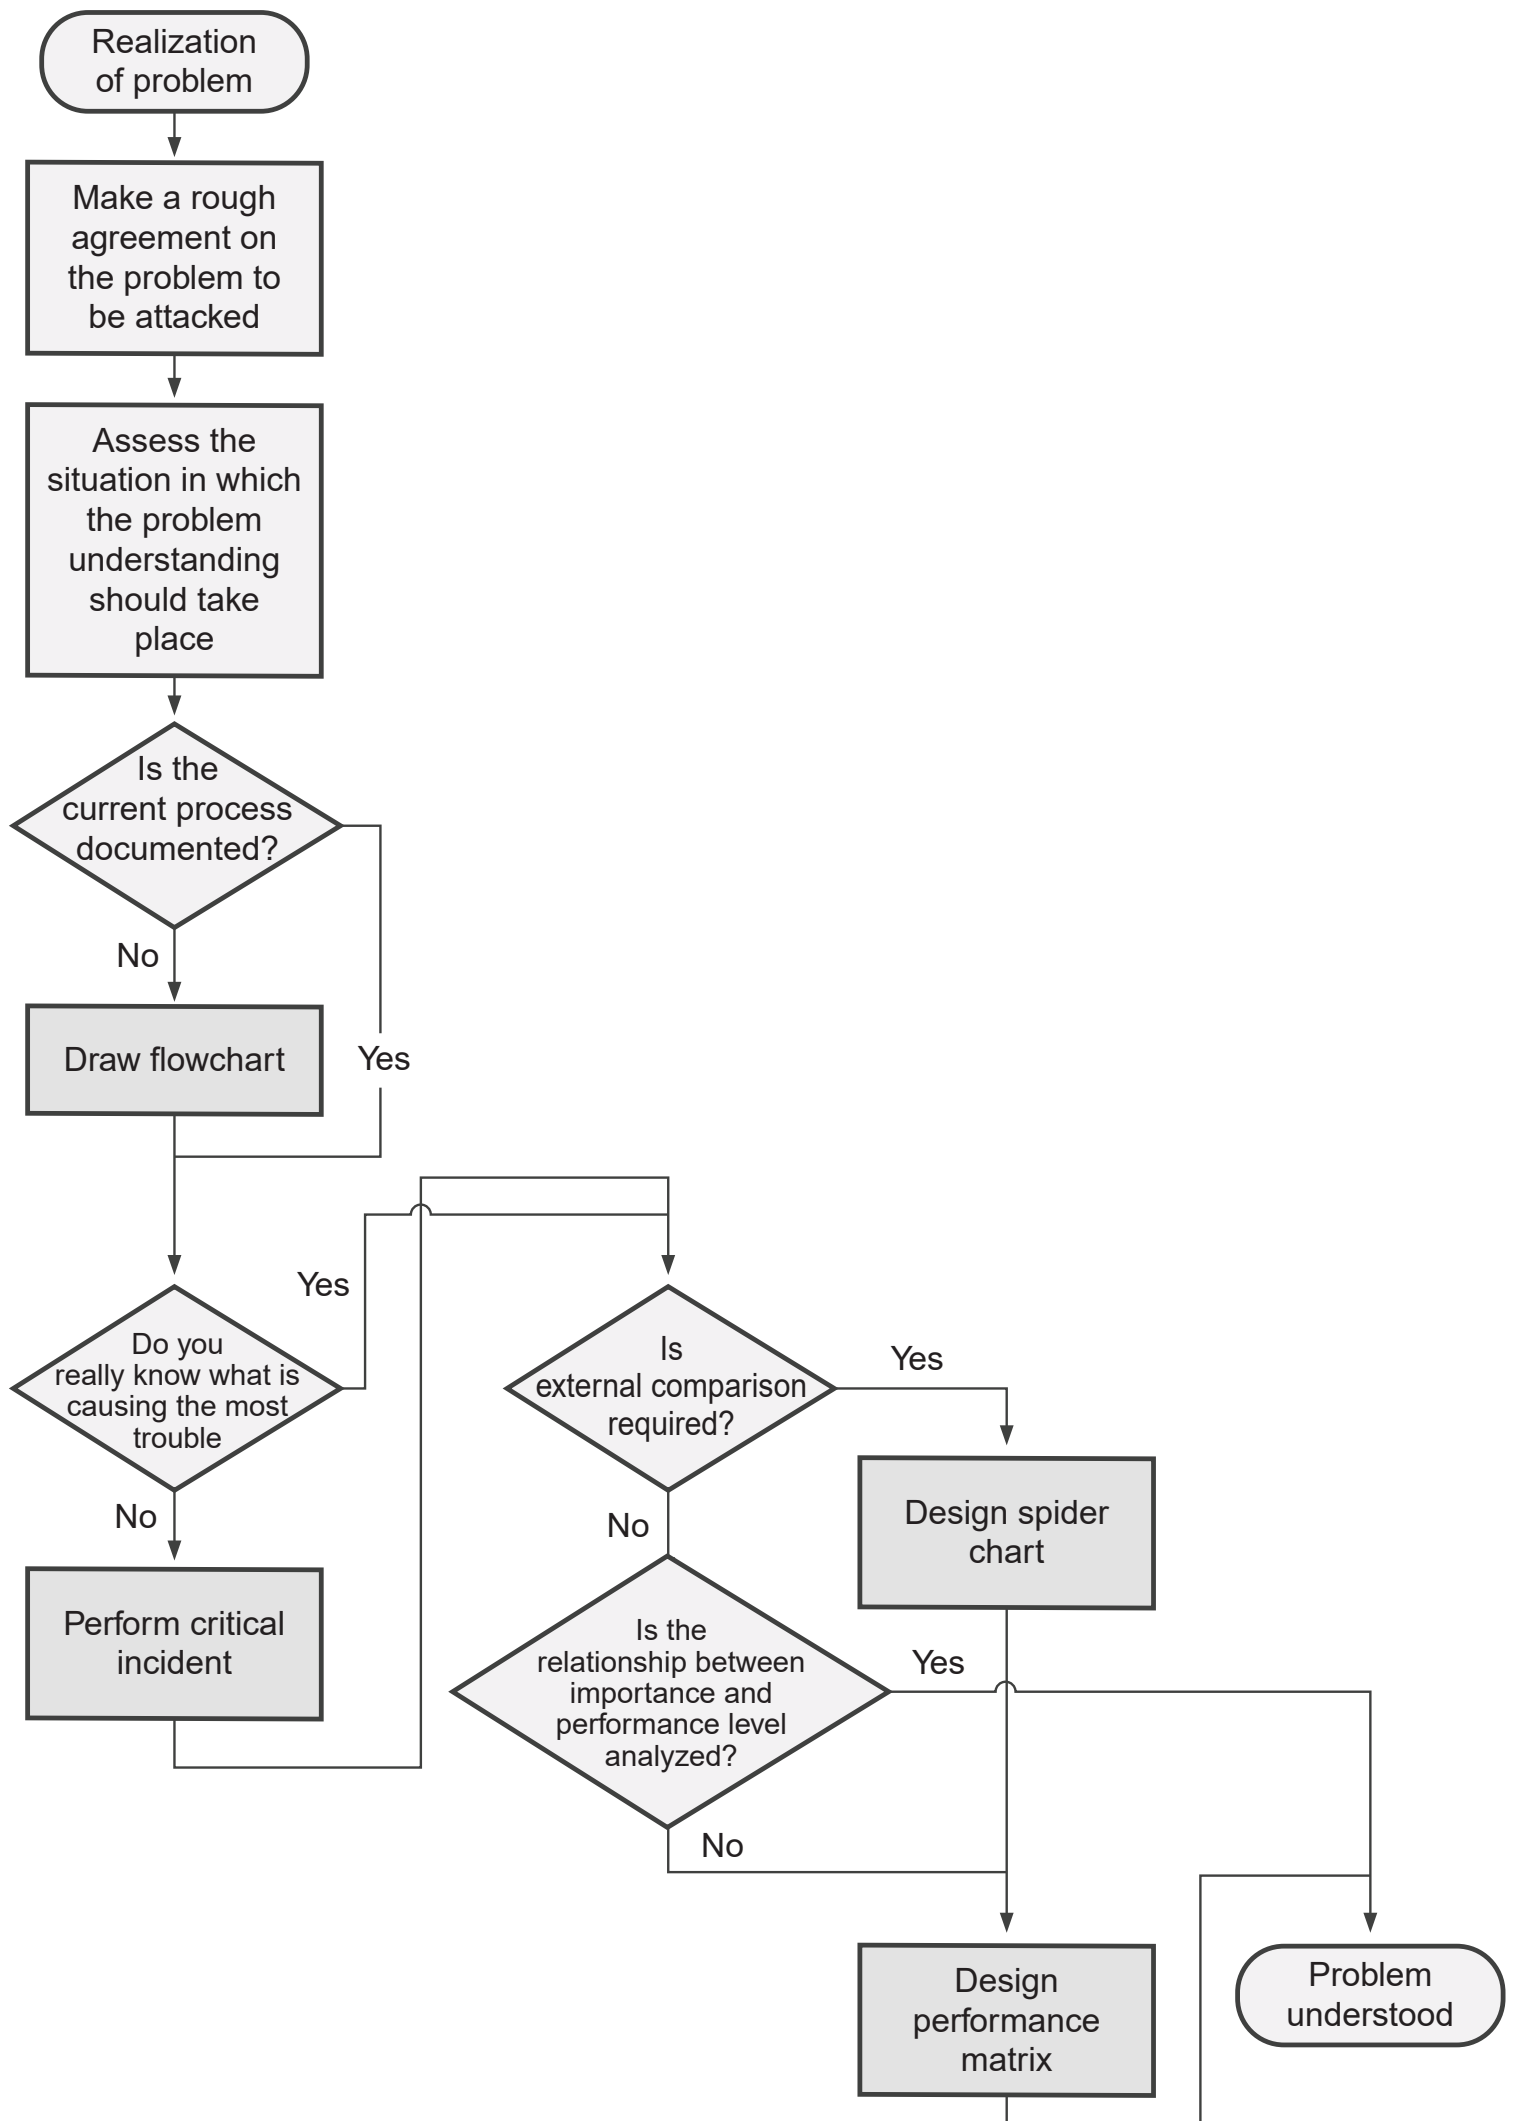 Realization
of problem
Make a rough
agreement on
the problem to
be attacked
Assess the
situation in which
the problem
understanding
should take
place
Is the
current process
documented?
No
Draw flowchart
Yes
Yes
Do you
really know what is
causing the most
trouble
No
Perform critical
incident
Is
external comparison
required?
Yes
No
Design spider
chart
Is the
relationship between
importance and
performance level
analyzed?
Yes
No
Design
performance
matrix
Problem
understood